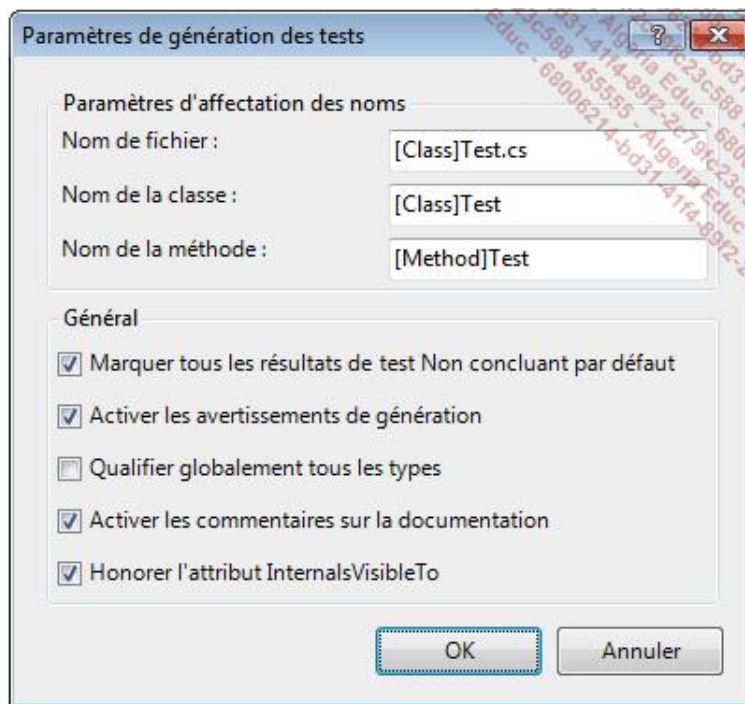 Paramètres de génération des tests
Paramètres d'affectation des noms
Nom de fichier :
[Class]Test.cs
Nom de la classe :
[Class]Test
Nom de la méthode :
[Method]Test
Général
Marquer tous les résultats de test Non concluant par défaut
Activer les avertissements de génération
Qualifier globalement tous les types
Activer les commentaires sur la documentation
Honorer l'attribut InternalsVisibleTo
OK
Annuler